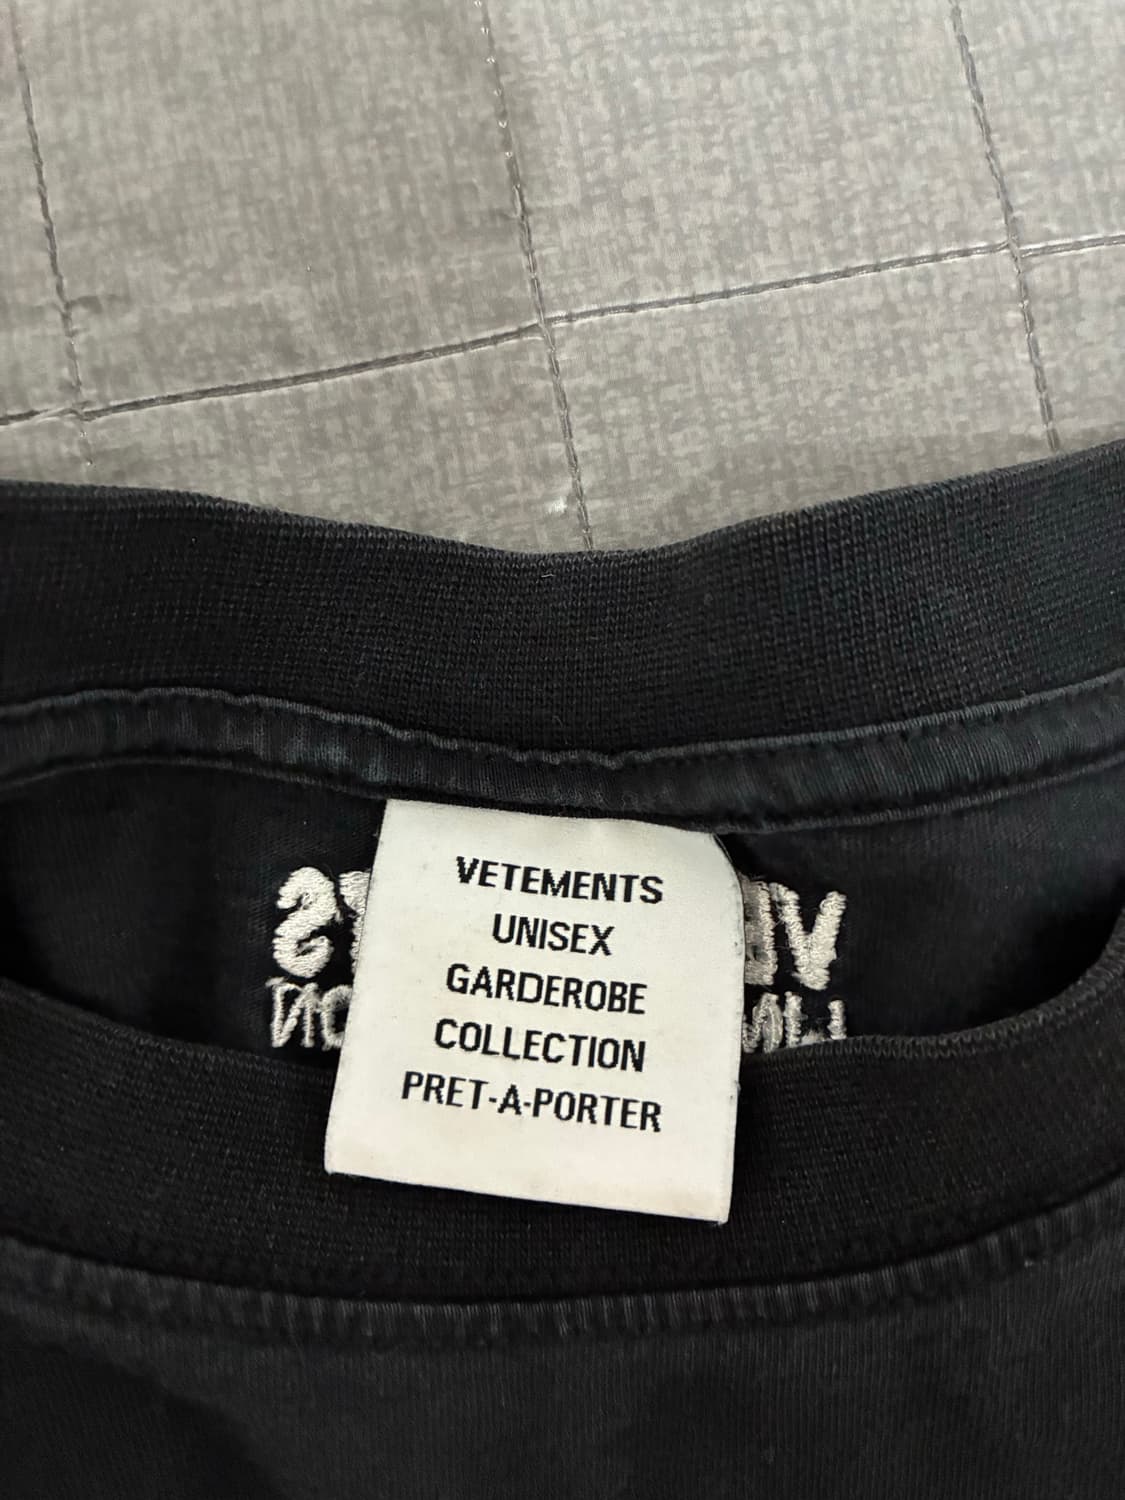 VETEMENTS
UNISEX
GARDEROBE
COLLECTION
PRET-A-PORTER